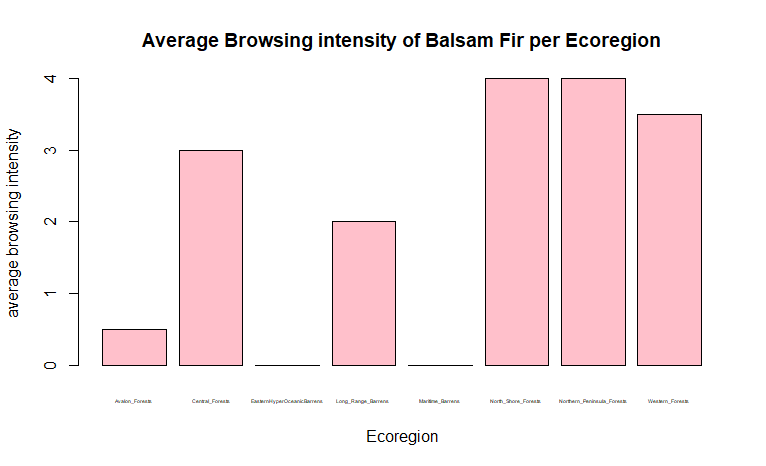 Average Browsing intensity of Balsam Fir per Ecoregion
average browsing intensity
4
3
2
1
0
Avalon_Forests Central_Forests EasternHyperOceanicBarrens Long_Range_Barrens Maritime_Barrens North_Shore_Forests Northern_Peninsula_Forests Western_Forests
Ecoregion